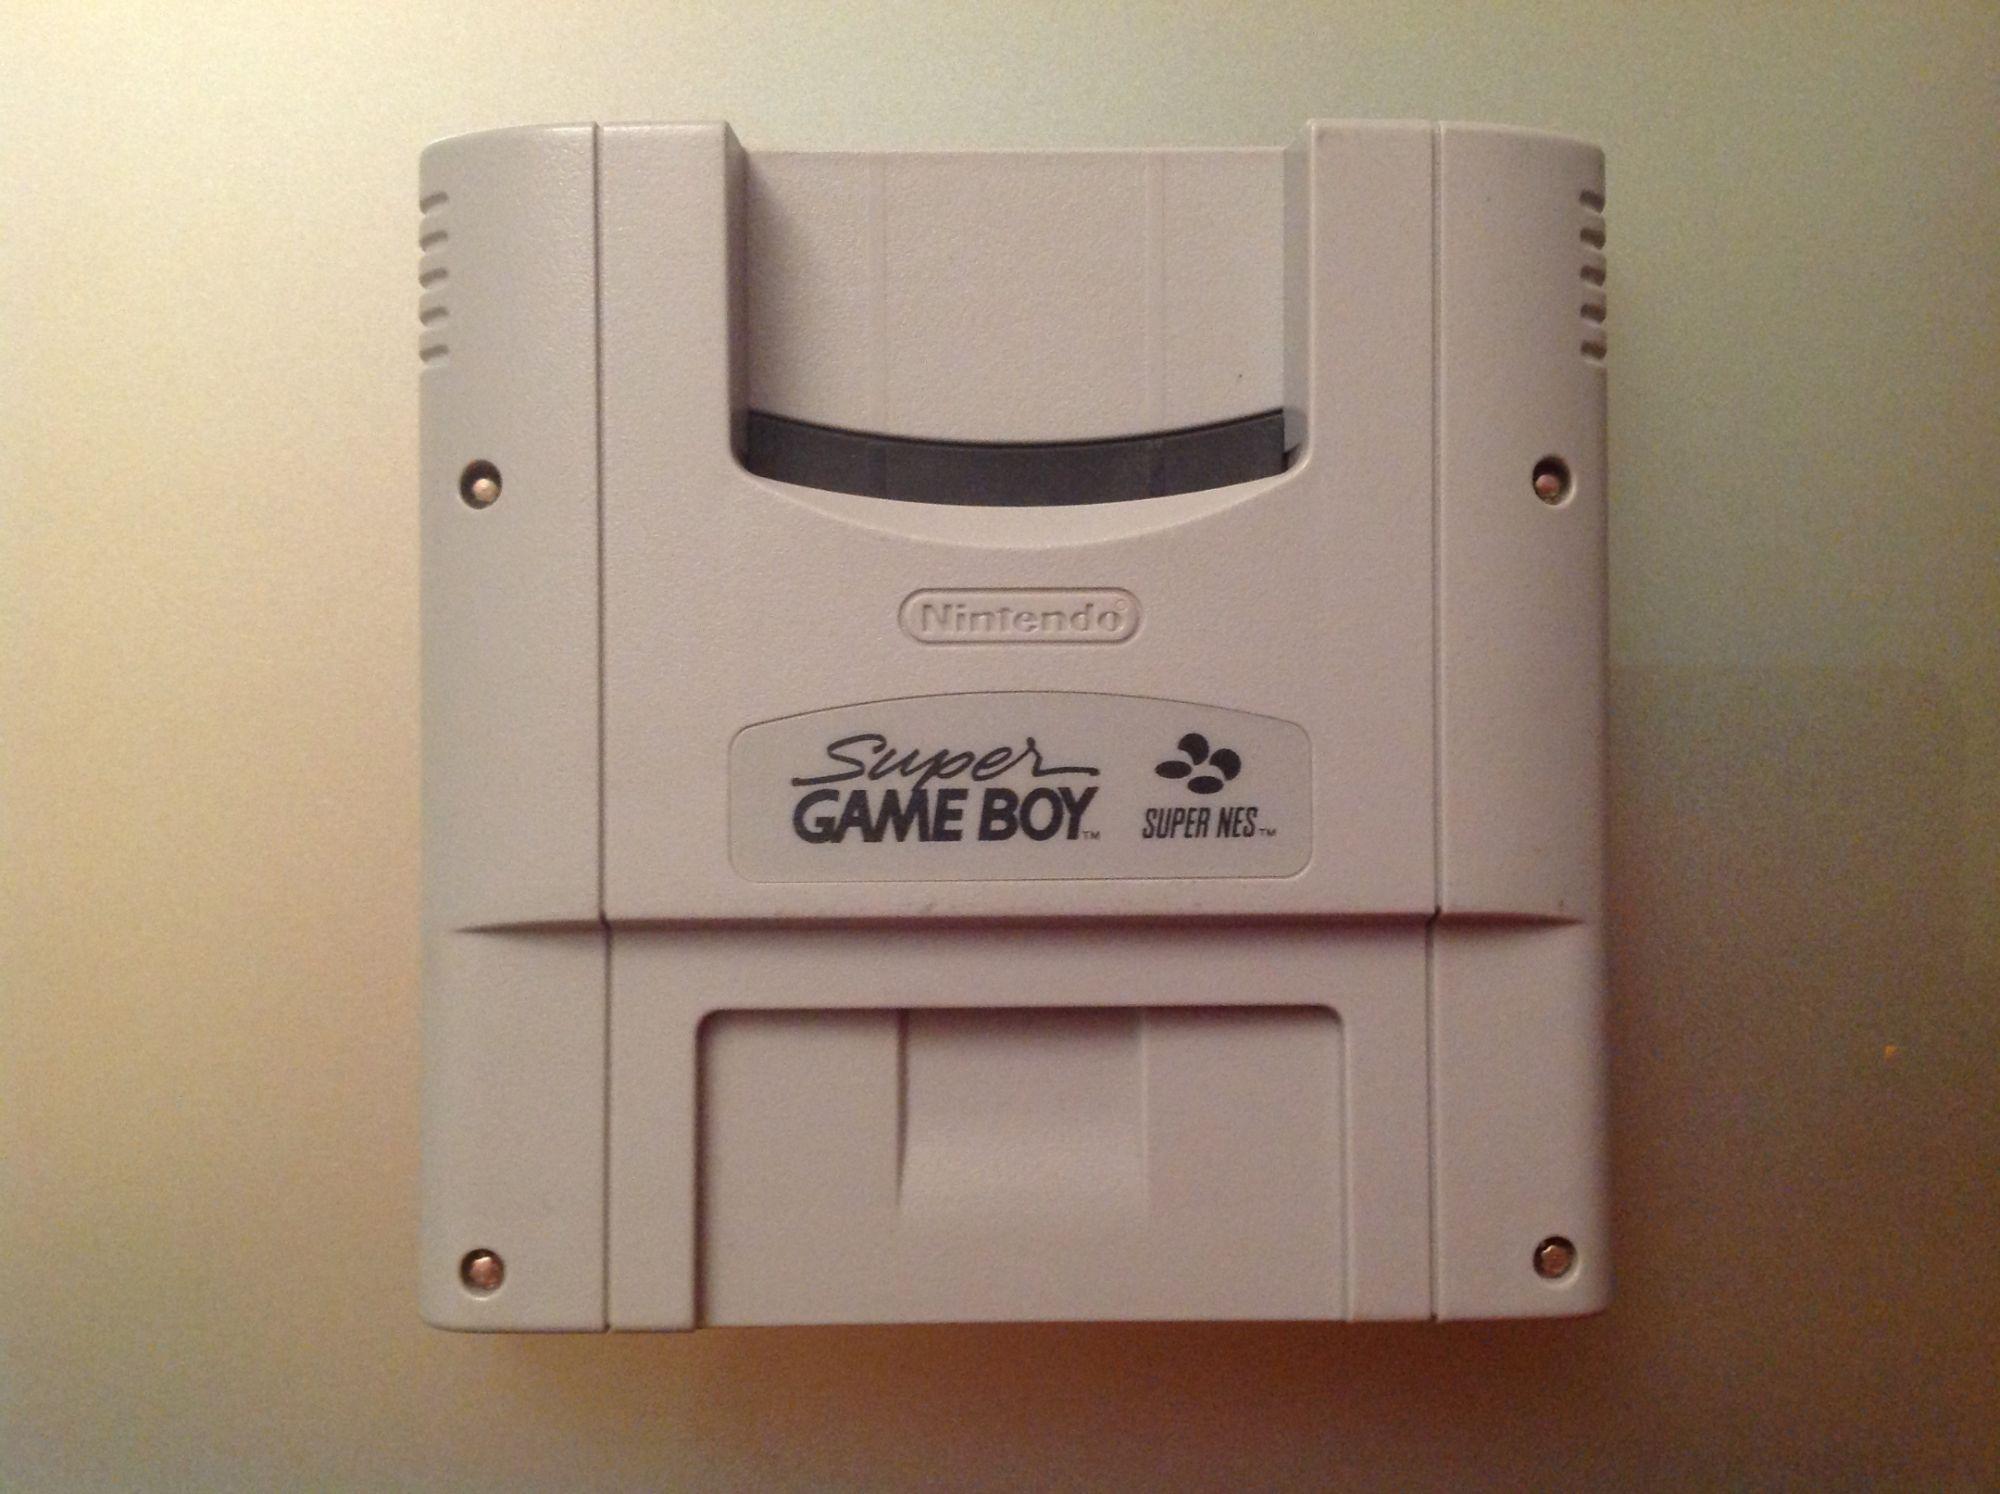 Nintendo®
Super
GAME BOY™
SUPER NES™